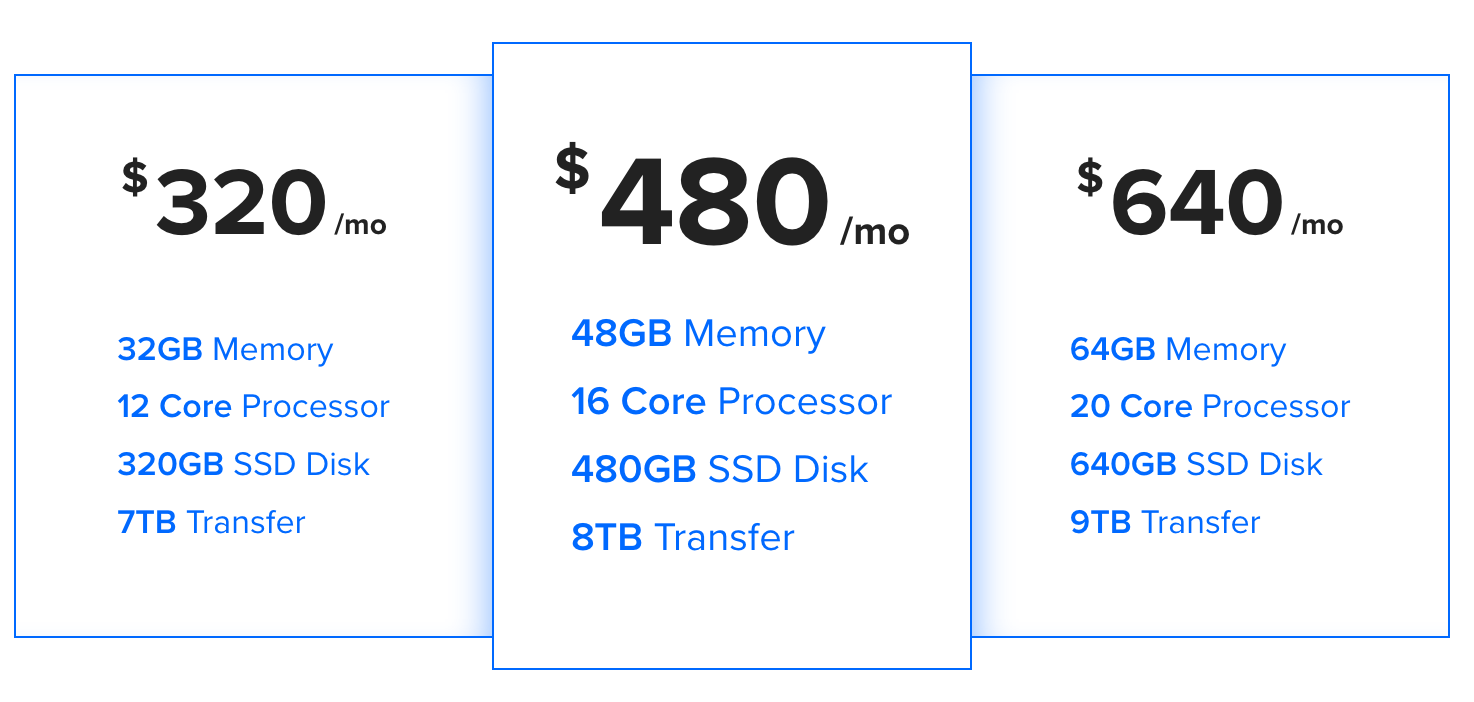 $320/mo
32GB Memory
12 Core Processor
320GB SSD Disk
7TB Transfer
$480/mo
48GB Memory
16 Core Processor
480GB SSD Disk
8TB Transfer
$640/mo
64GB Memory
20 Core Processor
640GB SSD Disk
9TB Transfer